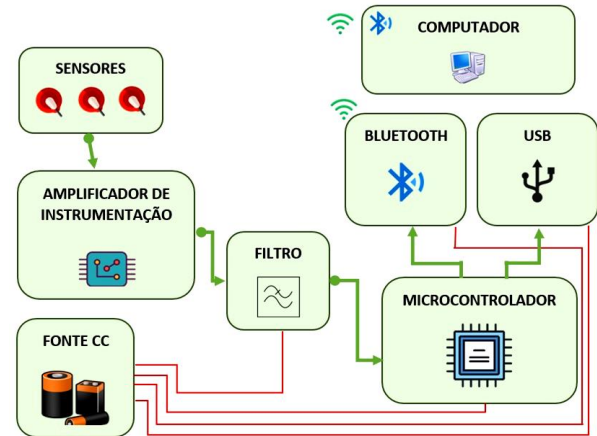 COMPUTADOR
SENSORES
BLUETOOTH
USB
AMPLIFICADOR DE
INSTRUMENTAÇÃO
FILTRO
MICROCONTROLADOR
FONTE CC